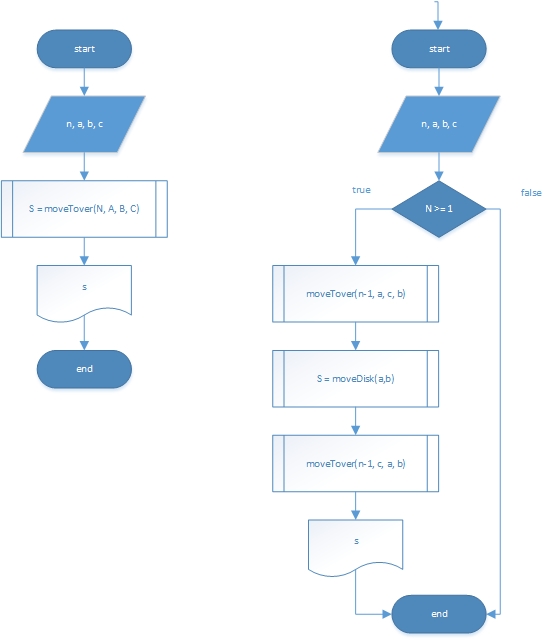 start
n, a, b, c
S = moveTover(N, A, B, C)
s
end
start
n, a, b, c
true
false
N >= 1
moveTover(n-1, a, c, b)
S = moveDisk(a,b)
moveTover(n-1, c, a, b)
s
end